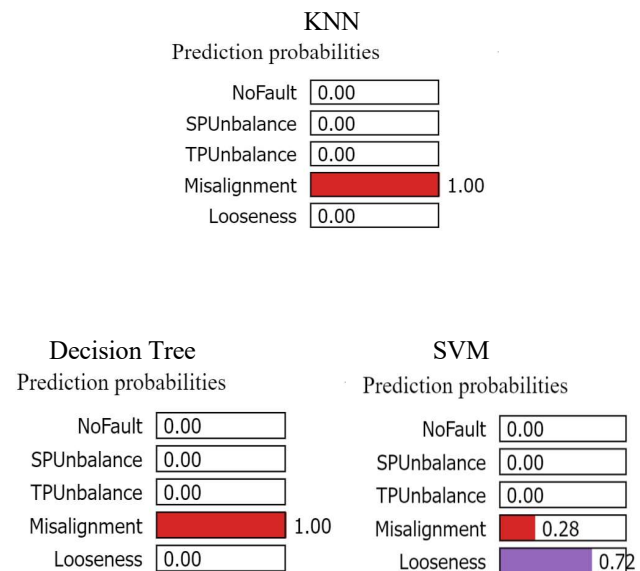 KNN
Prediction probabilities
NoFault 0.00
SPUnbalance 0.00
TPUnbalance 0.00
Misalignment 1.00
Looseness 0.00
Decision Tree
Prediction probabilities
NoFault 0.00
SPUnbalance 0.00
TPUnbalance 0.00
Misalignment 1.00
Looseness 0.00
SVM
Prediction probabilities
NoFault 0.00
SPUnbalance 0.00
TPUnbalance 0.00
Misalignment 0.28
Looseness 0.72